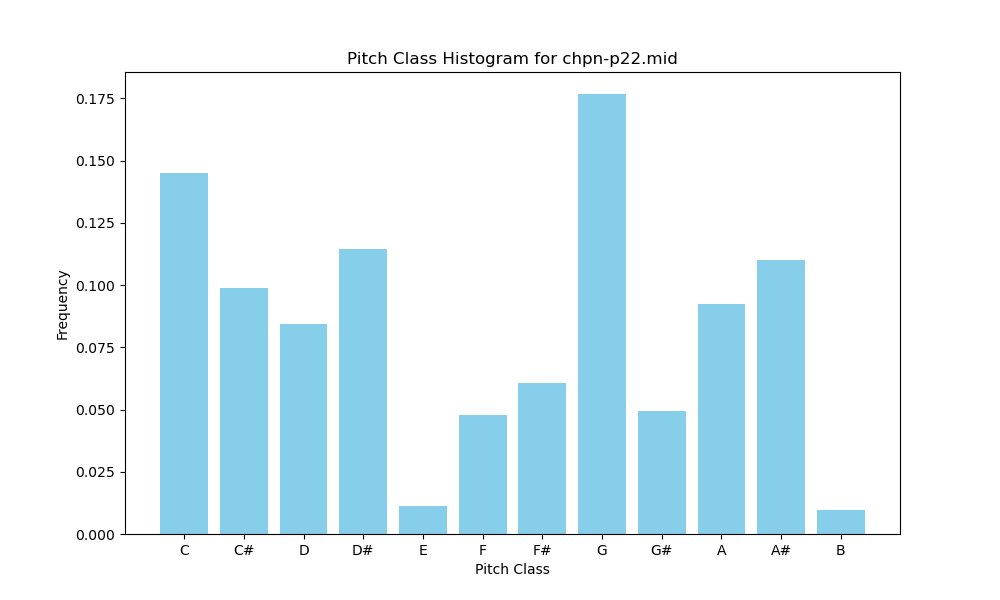 Pitch Class Histogram for chpn-p22.mid
Frequency
0.175
0.150
0.125
0.100
0.075
0.050
0.025
0.000
C C# D D# E F F# G G# A A# B
Pitch Class